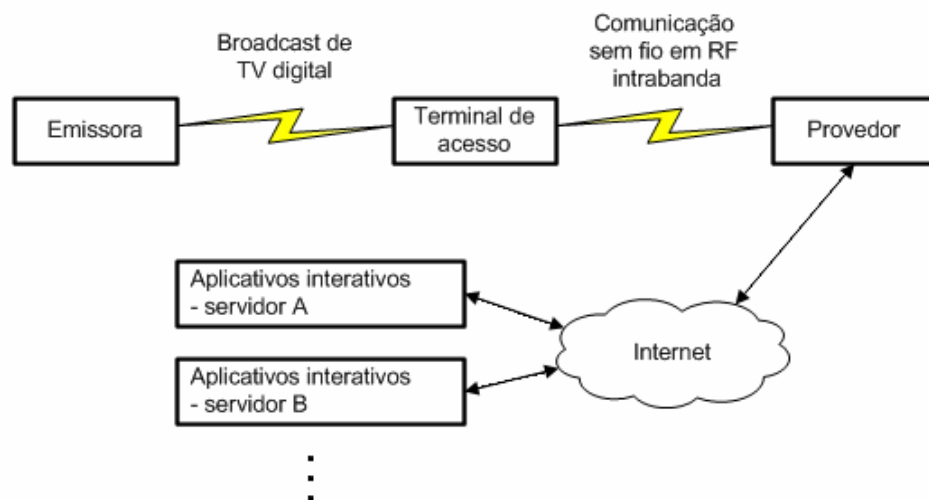 Broadcast de
TV digital
Comunicação
sem fio em RF
intrabanda
Emissora
Terminal de
acesso
Provedor
Aplicativos interativos
- servidor A
Internet
Aplicativos interativos
- servidor B